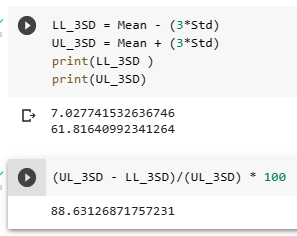 LL_3SD = Mean - (3*Std)
UL_3SD = Mean + (3*Std)
print(LL_3SD )
print(UL_3SD)
7.027741532636746
61.81640992341264
(UL_3SD - LL_3SD)/(UL_3SD) * 100
88.63126871757231